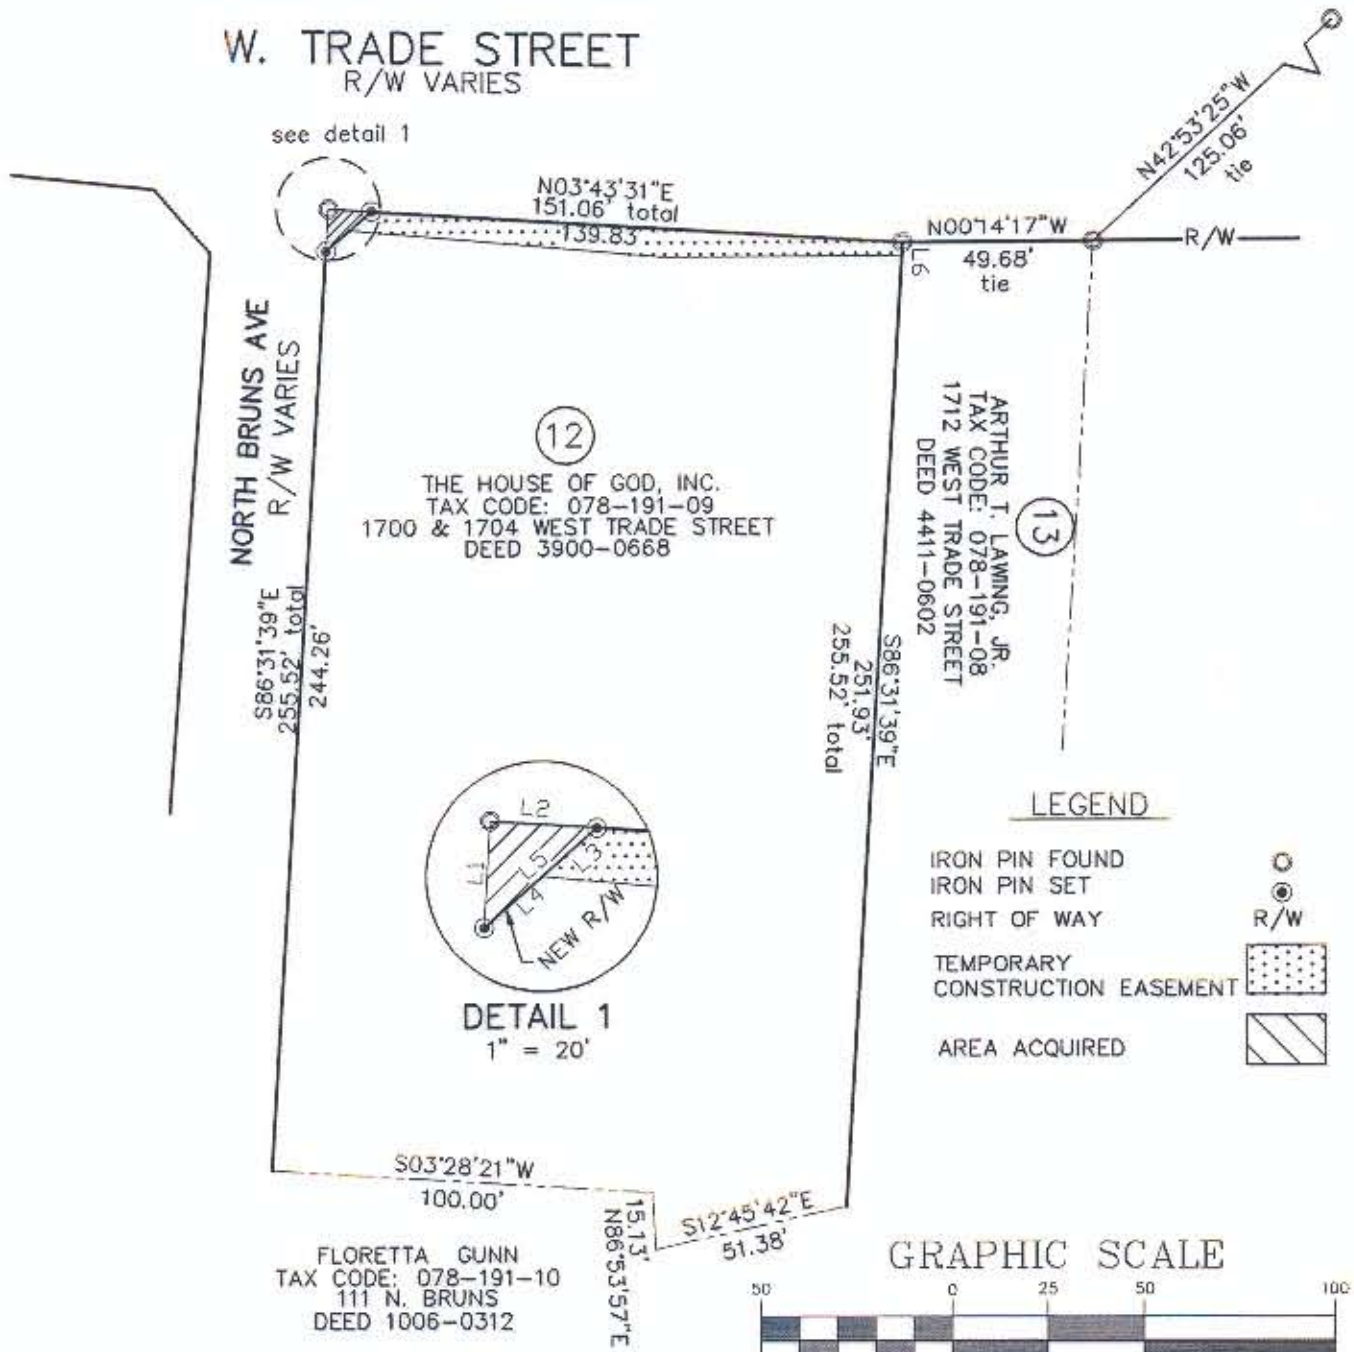 W. TRADE STREET
R/W VARIES
see detail 1
N03°43'31"E
151.06' total
139.83
N00°14'17"W
49.68'
tie
N42°53'25"W
125.06'
tie
R/W
L6
NORTH BRUNS AVE
R/W VARIES
12
THE HOUSE OF GOD, INC.
TAX CODE: 078-191-09
1700 & 1704 WEST TRADE STREET
DEED 3900-0668
ARTHUR T. LAWING, JR.
TAX CODE: 078-191-08
1712 WEST TRADE STREET
DEED 4411-0602
13
S86°31'39"E
255.52' total
244.26'
S86°31'39"E
251.93'
255.52' total
L2
L1
L5
L3
L4
NEW R/W
DETAIL 1
1" = 20'
LEGEND
IRON PIN FOUND
IRON PIN SET
RIGHT OF WAY R/W
TEMPORARY
CONSTRUCTION EASEMENT
AREA ACQUIRED
S03°28'21"W
100.00'
15.13'
N86°53'57"E
S12°45'42"E
51.38'
FLORETTA GUNN
TAX CODE: 078-191-10
111 N. BRUNS
DEED 1006-0312
GRAPHIC SCALE
50 0 25 50 100